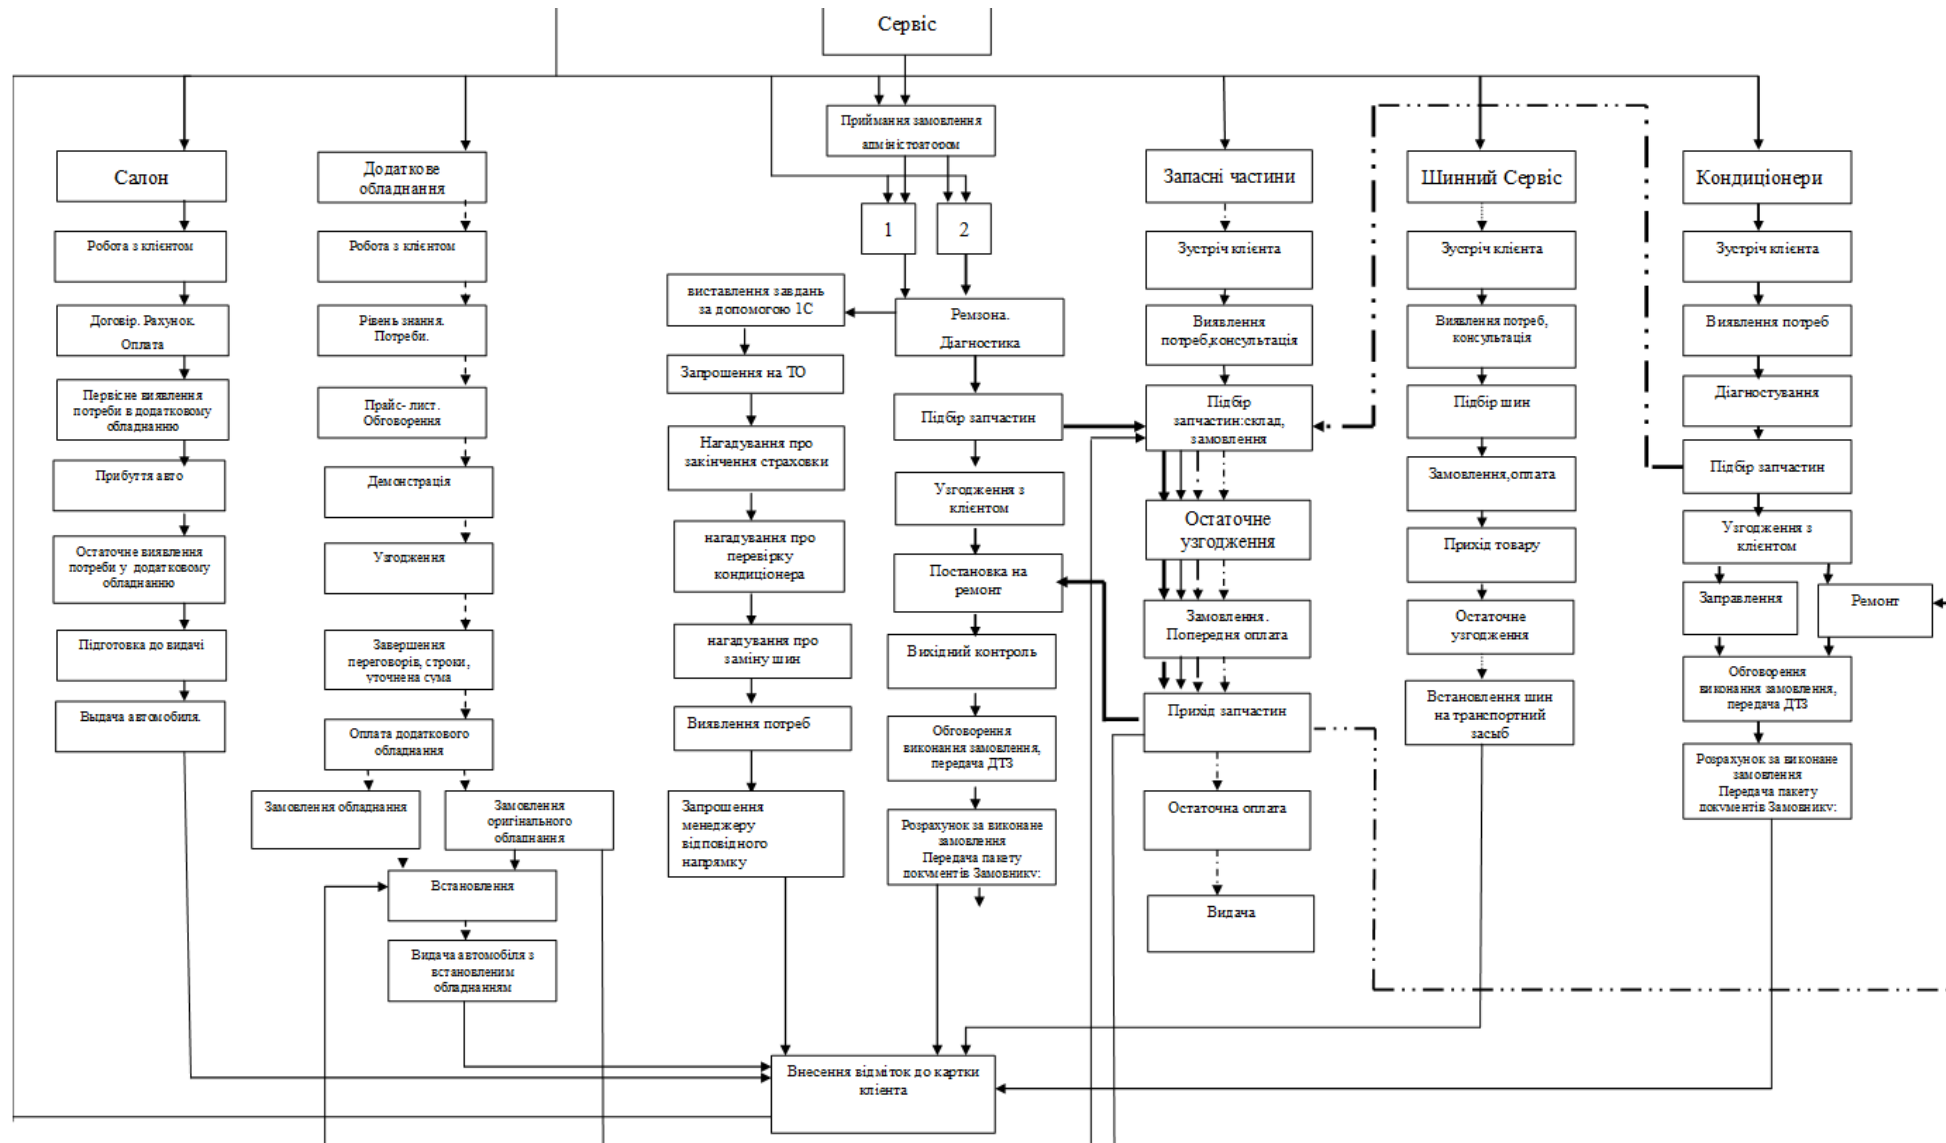 Сервіс
Приймання замовлення
адміністратором
1
2
Салон
Робота з клієнтом
Договір. Рахунок.
Оплата
Первісне виявлення
потреби в додатковому
обладнанню
Прибуття авто
Остаточне виявлення
потреби у додатковому
обладнанню
Підготовка до видачі
Выдача автомобиля.
Додаткове
обладнання
Робота з клієнтом
Рівень знання.
Потреби.
Прайс- лист.
Обговорення
Демонстрація
Узгодження
Завершення
переговорів, строки,
уточнена сума
Оплата додаткового
обладнання
Замовлення обладнання
Замовлення
оригінального
обладнання
Встановлення
Видача автомобіля з
встановленим
обладнанням
виставлення завдань
за допомогою 1С
Запрошення на ТО
Нагадування про
закінчення страховки
нагадування про
перевірку
кондиціонера
нагадування про
заміну шин
Виявлення потреб
Запрошення
менеджеру
відповідного
напрямку
Ремзона.
Діагностика
Підбір запчастин
Узгодження з
клієнтом
Постановка на
ремонт
Вихідний контроль
Обговорення
виконання замовлення,
передача ДТЗ
Розрахунок за виконане
замовлення
Передача пакету
документів Замовнику;
Запасні частини
Зустріч клієнта
Виявлення
потреб,консультація
Підбір
запчастин:склад,
замовлення
Остаточне
узгодження
Замовлення.
Попередня оплата
Прихід запчастин
Остаточна оплата
Видача
Шинний Сервіс
Зустріч клієнта
Виявлення потреб,
консультація
Підбір шин
Замовлення,оплата
Прихід товару
Остаточне
узгодження
Встановлення шин
на транспортний
засыб
Кондиціонери
Зустріч клієнта
Виявлення потреб
Діагностування
Підбір запчастин
Узгодження з
клієнтом
Заправлення
Ремонт
Обговорення
виконання замовлення,
передача ДТЗ
Розрахунок за виконане
замовлення
Передача пакету
документів Замовнику;
Внесення відміток до картки
клієнта